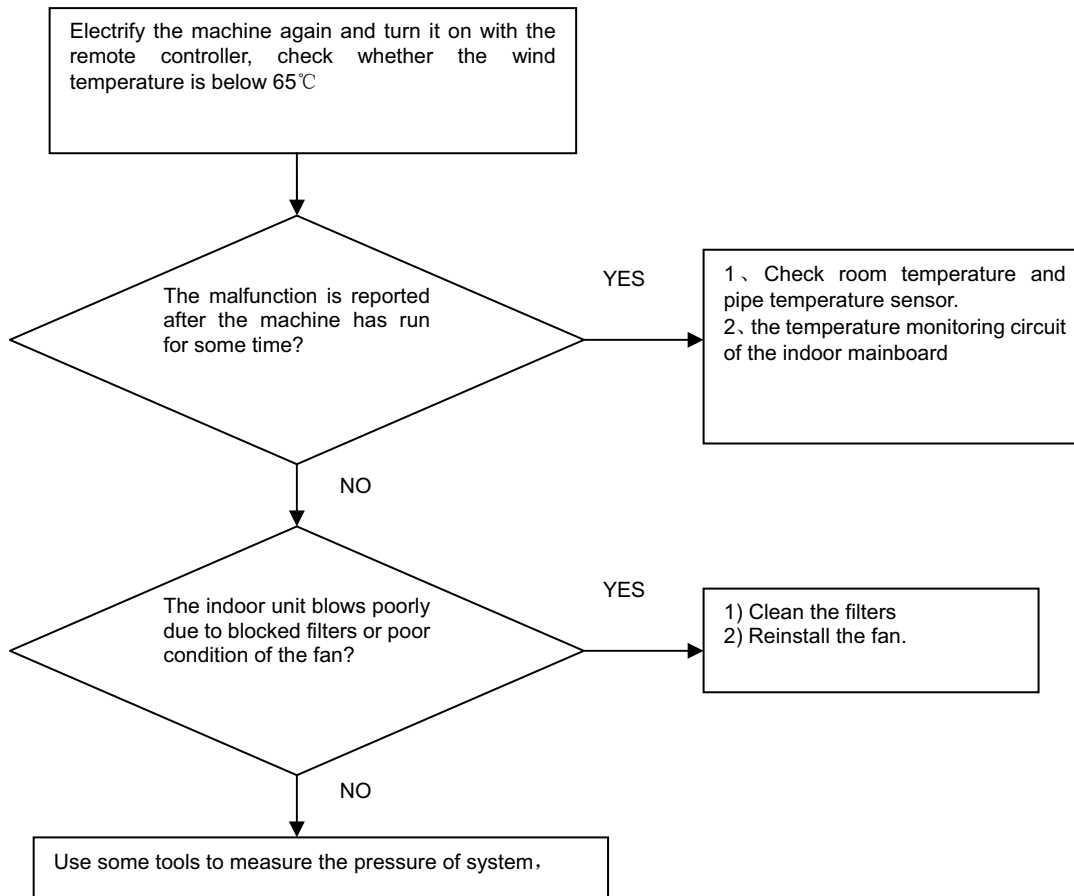 Electrify the machine again and turn it on with the
remote controller, check whether the wind
temperature is below 65℃
The malfunction is reported
after the machine has run
for some time?
YES
1、Check room temperature and
pipe temperature sensor.
2、the temperature monitoring circuit
of the indoor mainboard
NO
The indoor unit blows poorly
due to blocked filters or poor
condition of the fan?
YES
1) Clean the filters
2) Reinstall the fan.
NO
Use some tools to measure the pressure of system，